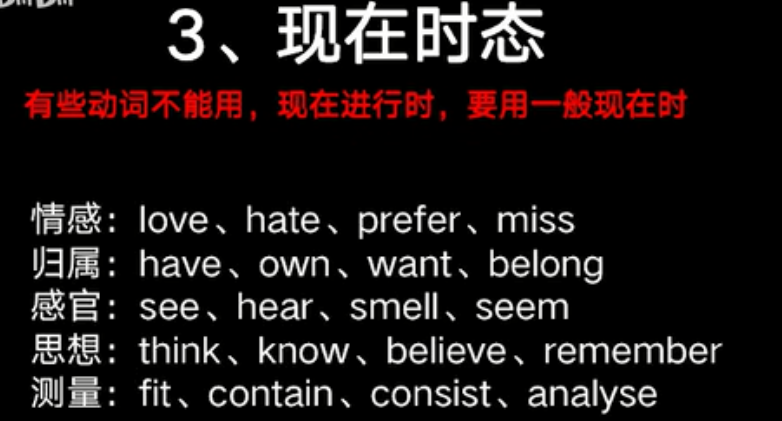 3、现在时态
有些动词不能用，现在进行时，要用一般现在时
情感：love、hate、prefer、miss
归属：have、own、want、belong
感官：see、hear、smell、seem
思想：think、know、believe、remember
测量：fit、contain、consist、analyse